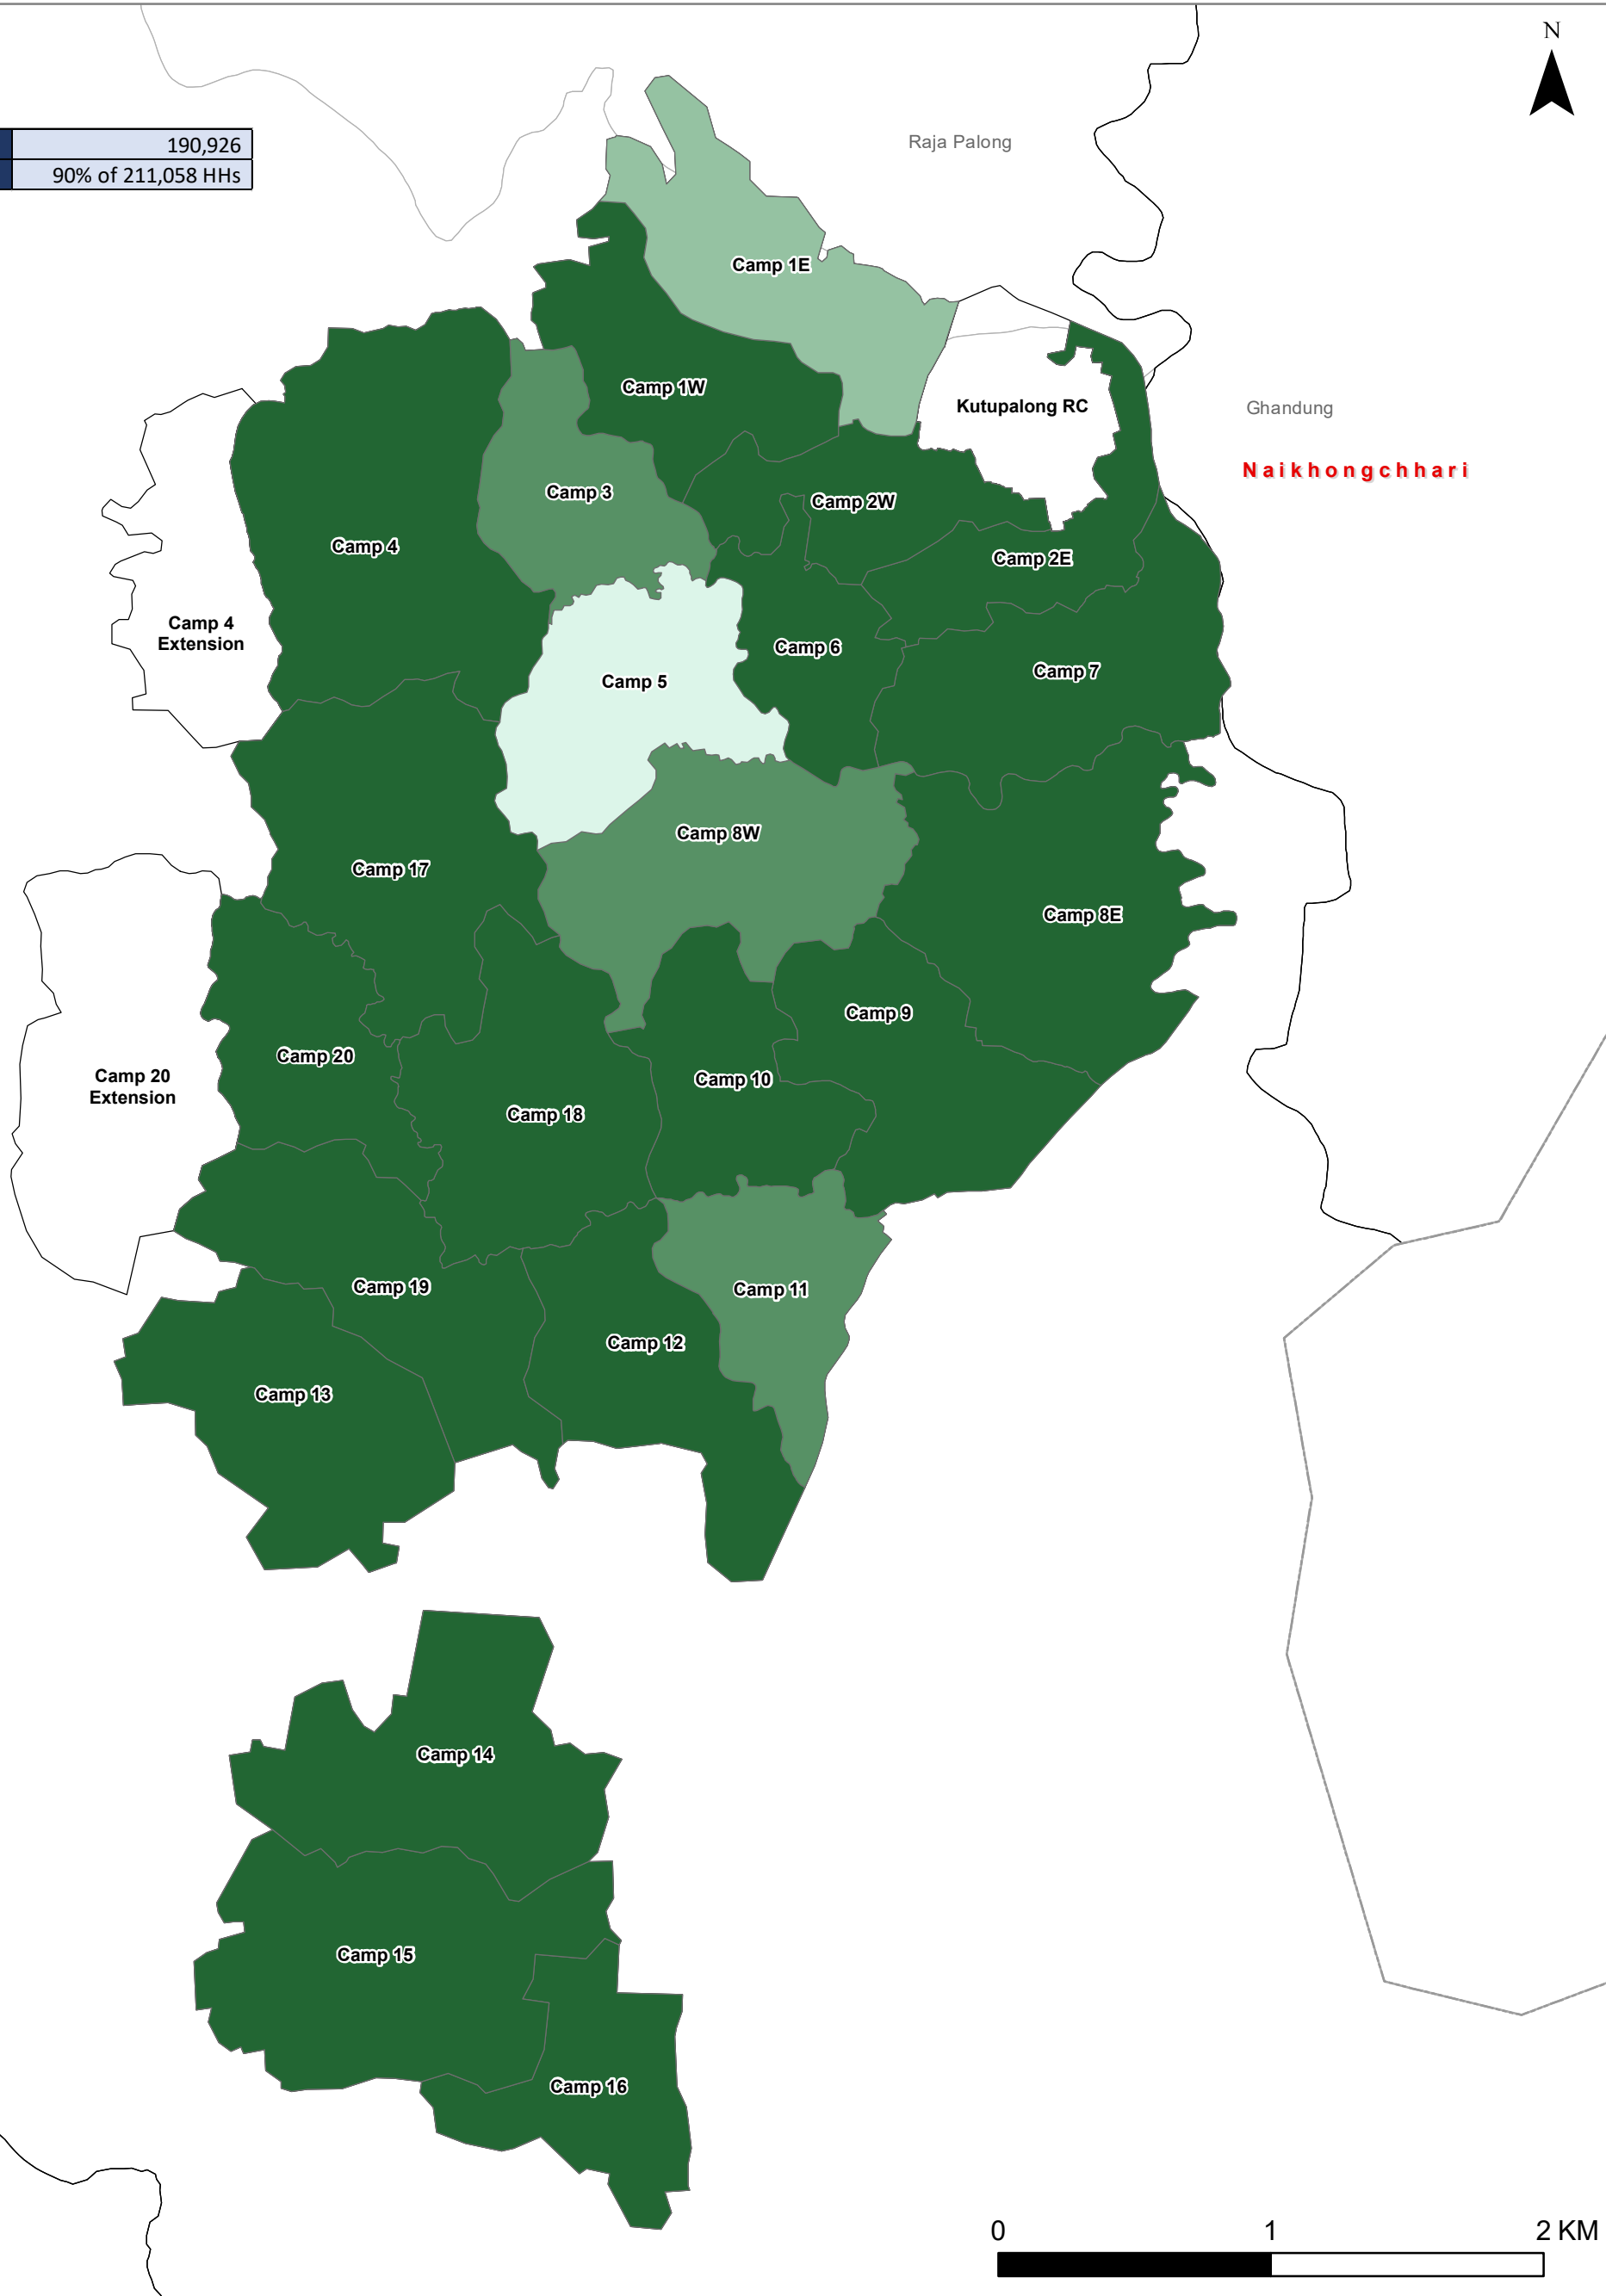 N
190,926
90% of 211,058 HHs
Raja Palong
Camp 1E
Camp 1W
Kutupalong RC
Ghandung
Naikhongchhari
Camp 3
Camp 2W
Camp 4
Camp 2E
Camp 4
Extension
Camp 6
Camp 7
Camp 5
Camp 8W
Camp 17
Camp 8E
Camp 9
Camp 20
Camp 20
Extension
Camp 10
Camp 18
Camp 19
Camp 11
Camp 12
Camp 13
Camp 14
Camp 15
Camp 16
0 1 2 KM